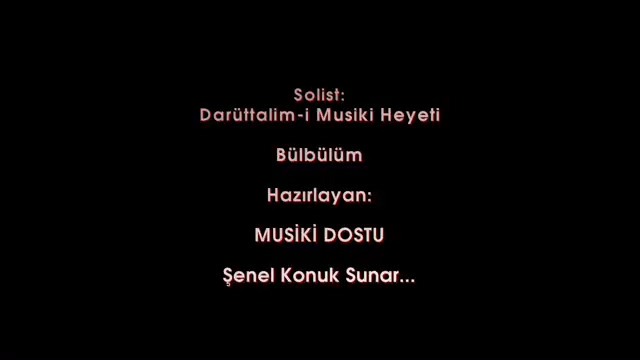 Solist:
Darüttalim-i Musiki Heyeti
Bülbülüm
Hazırlayan:
MUSİKİ DOSTU
Şenel Konuk Sunar...